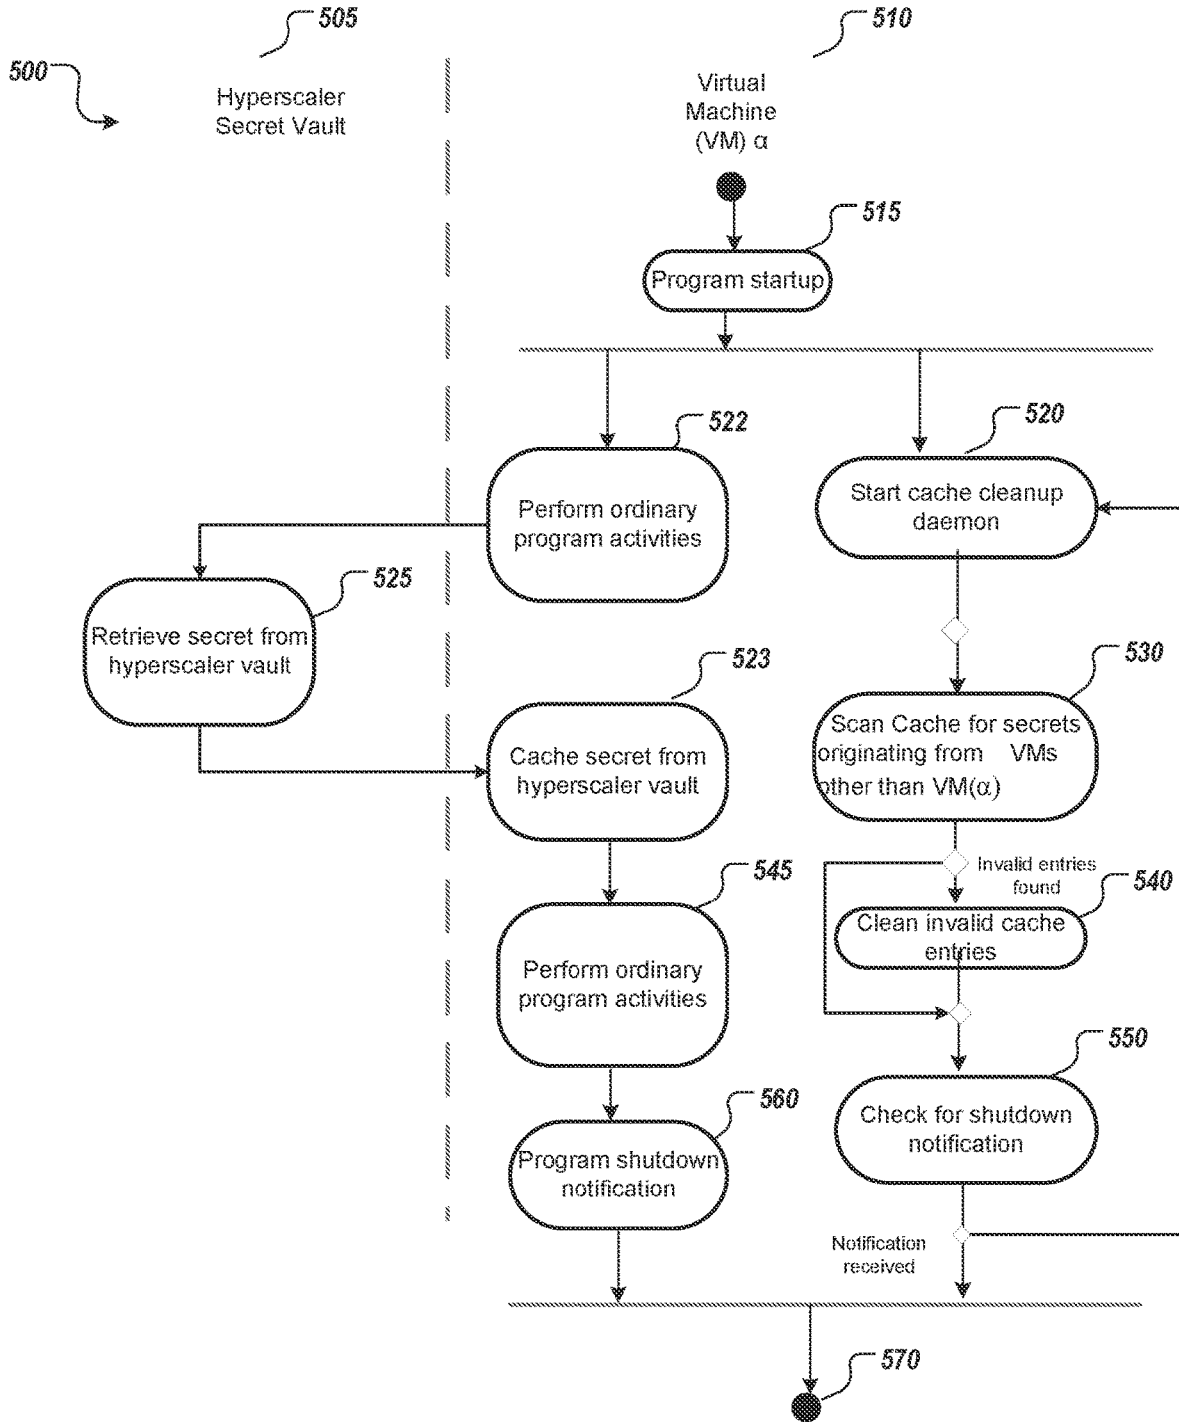 505
510
500
Hyperscaler
Secret Vault
Virtual
Machine
(VM) α
515
Program startup
522
520
Perform ordinary
program activities
Start cache cleanup
daemon
525
Retrieve secret from
hyperscaler vault
523
530
Cache secret from
hyperscaler vault
Scan Cache for secrets
originating from VMs
other than VM(α)
545
Invalid entries
found
540
Clean invalid cache
entries
Perform ordinary
program activities
550
560
Check for shutdown
notification
Program shutdown
notification
Notification
received
570